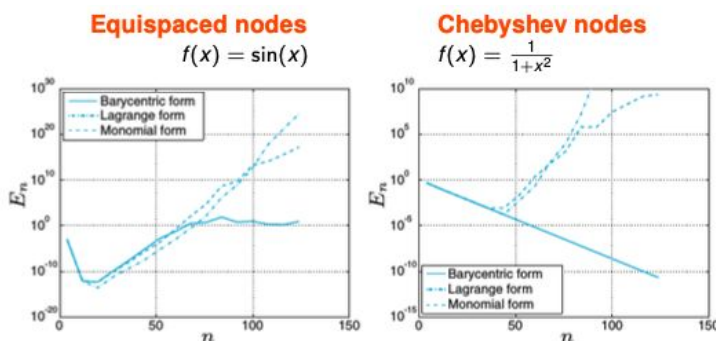 Equispaced nodes
f(x) = sin(x)
10^30
10^20
10^10
10^0
10^-10
10^-20
E_n
Barycentric form
Lagrange form
Monomial form
0 50 100 150
n
Chebyshev nodes
f(x) = 1/(1+x^2)
10^10
10^5
10^0
10^-5
10^-10
10^-15
E_n
Barycentric form
Lagrange form
Monomial form
0 50 100 150
n